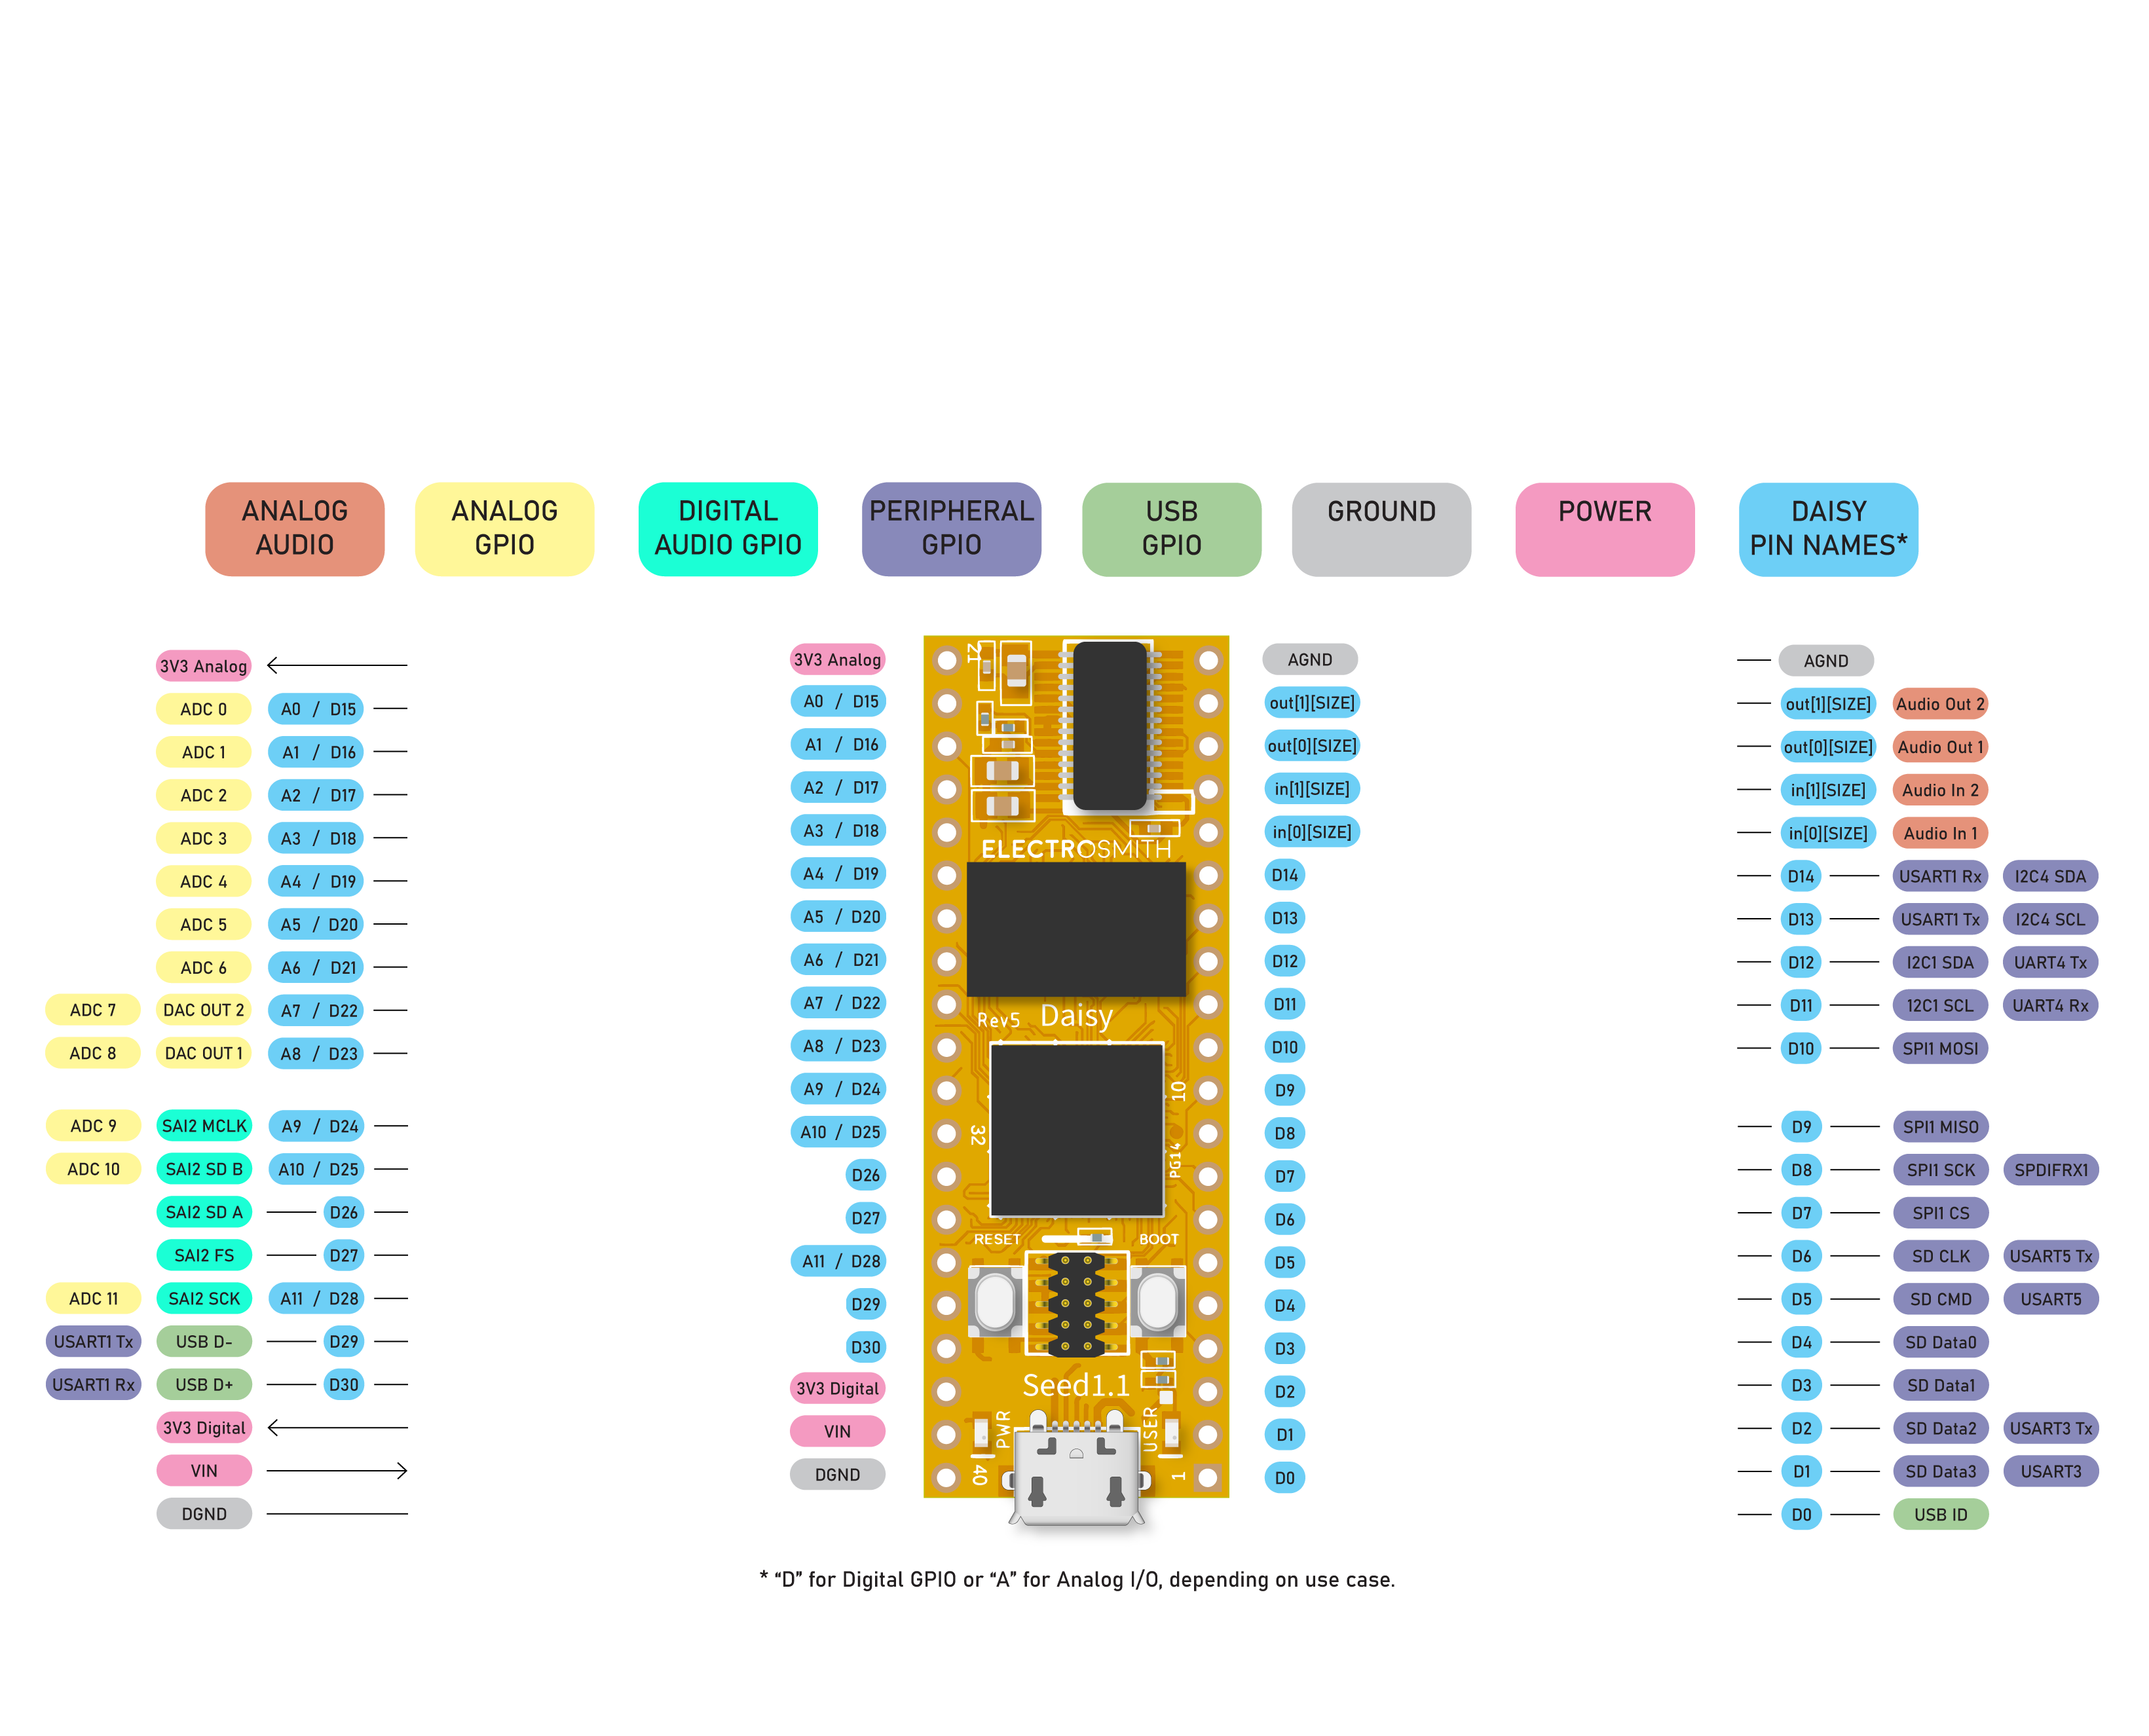 ANALOG
AUDIO
ANALOG
GPIO
DIGITAL
AUDIO GPIO
PERIPHERAL
GPIO
USB
GPIO
GROUND
POWER
DAISY
PIN NAMES*
3V3 Analog
ADC 0 A0 / D15
ADC 1 A1 / D16
ADC 2 A2 / D17
ADC 3 A3 / D18
ADC 4 A4 / D19
ADC 5 A5 / D20
ADC 6 A6 / D21
ADC 7 DAC OUT 2 A7 / D22
ADC 8 DAC OUT 1 A8 / D23
ADC 9 SAI2 MCLK A9 / D24
ADC 10 SAI2 SD B A10 / D25
SAI2 SD A D26
SAI2 FS D27
ADC 11 SAI2 SCK A11 / D28
USART1 Tx USB D- D29
USART1 Rx USB D+ D30
3V3 Digital
VIN
DGND
3V3 Analog
A0 / D15
A1 / D16
A2 / D17
A3 / D18
A4 / D19
A5 / D20
A6 / D21
A7 / D22
A8 / D23
A9 / D24
A10 / D25
D26
D27
A11 / D28
D29
D30
3V3 Digital
VIN
DGND
21
ELECTROSMITH
Rev5 Daisy
10
32
PG14
RESET BOOT
Seed1.1
PWR
USER
40
1
AGND
out[1][SIZE]
out[0][SIZE]
in[1][SIZE]
in[0][SIZE]
D14
D13
D12
D11
D10
D9
D8
D7
D6
D5
D4
D3
D2
D1
D0
AGND
out[1][SIZE] Audio Out 2
out[0][SIZE] Audio Out 1
in[1][SIZE] Audio In 2
in[0][SIZE] Audio In 1
D14 USART1 Rx I2C4 SDA
D13 USART1 Tx I2C4 SCL
D12 I2C1 SDA UART4 Tx
D11 12C1 SCL UART4 Rx
D10 SPI1 MOSI
D9 SPI1 MISO
D8 SPI1 SCK SPDIFRX1
D7 SPI1 CS
D6 SD CLK USART5 Tx
D5 SD CMD USART5
D4 SD Data0
D3 SD Data1
D2 SD Data2 USART3 Tx
D1 SD Data3 USART3
D0 USB ID
* “D” for Digital GPIO or “A” for Analog I/O, depending on use case.